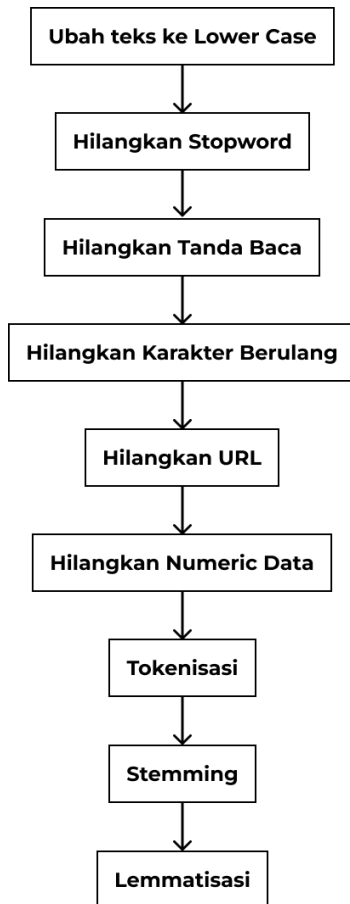 Ubah teks ke Lower Case
Hilangkan Stopword
Hilangkan Tanda Baca
Hilangkan Karakter Berulang
Hilangkan URL
Hilangkan Numeric Data
Tokenisasi
Stemming
Lemmatisasi